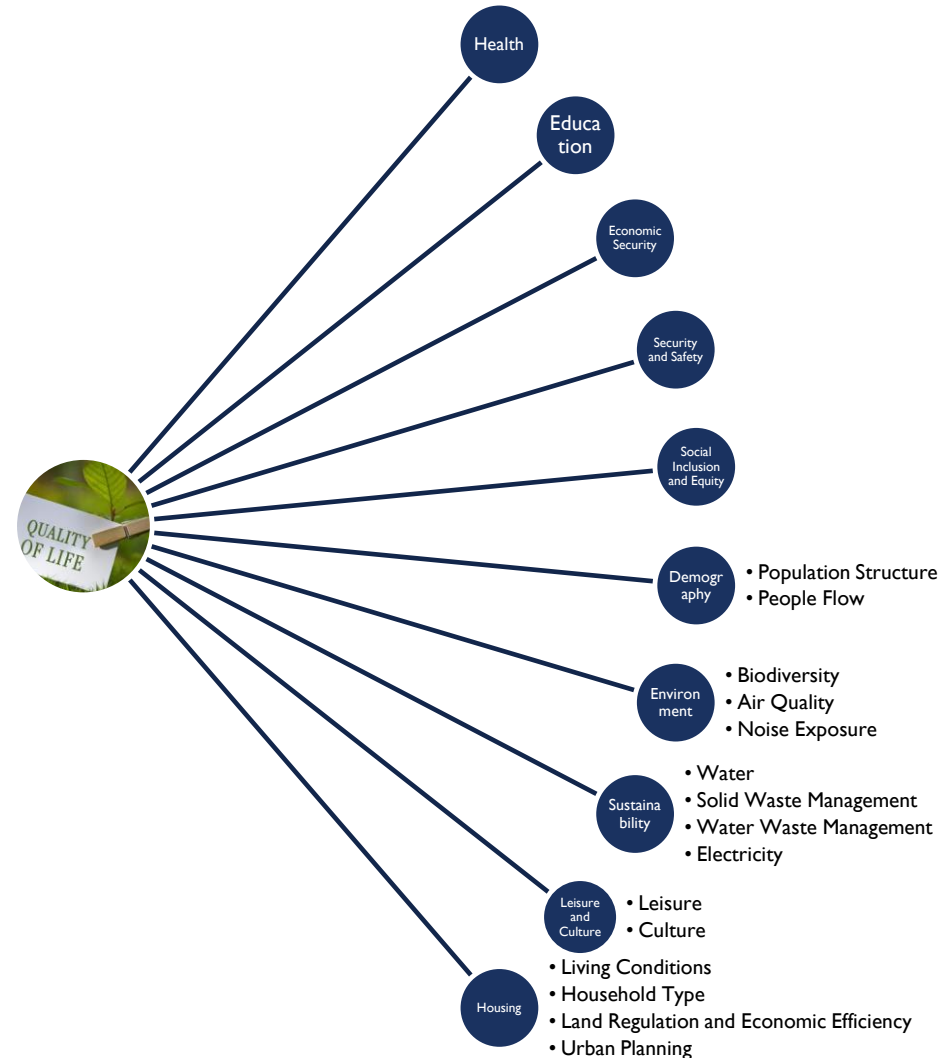 Health
Educa
tion
Economic
Security
Security
and Safety
Social
Inclusion
and Equity
QUALITY
OF LIFE
Demogr
aphy
• Population Structure
• People Flow
Environ
ment
• Biodiversity
• Air Quality
• Noise Exposure
Sustaina
bility
• Water
• Solid Waste Management
• Water Waste Management
• Electricity
Leisure
and
Culture
• Leisure
• Culture
Housing
• Living Conditions
• Household Type
• Land Regulation and Economic Efficiency
• Urban Planning